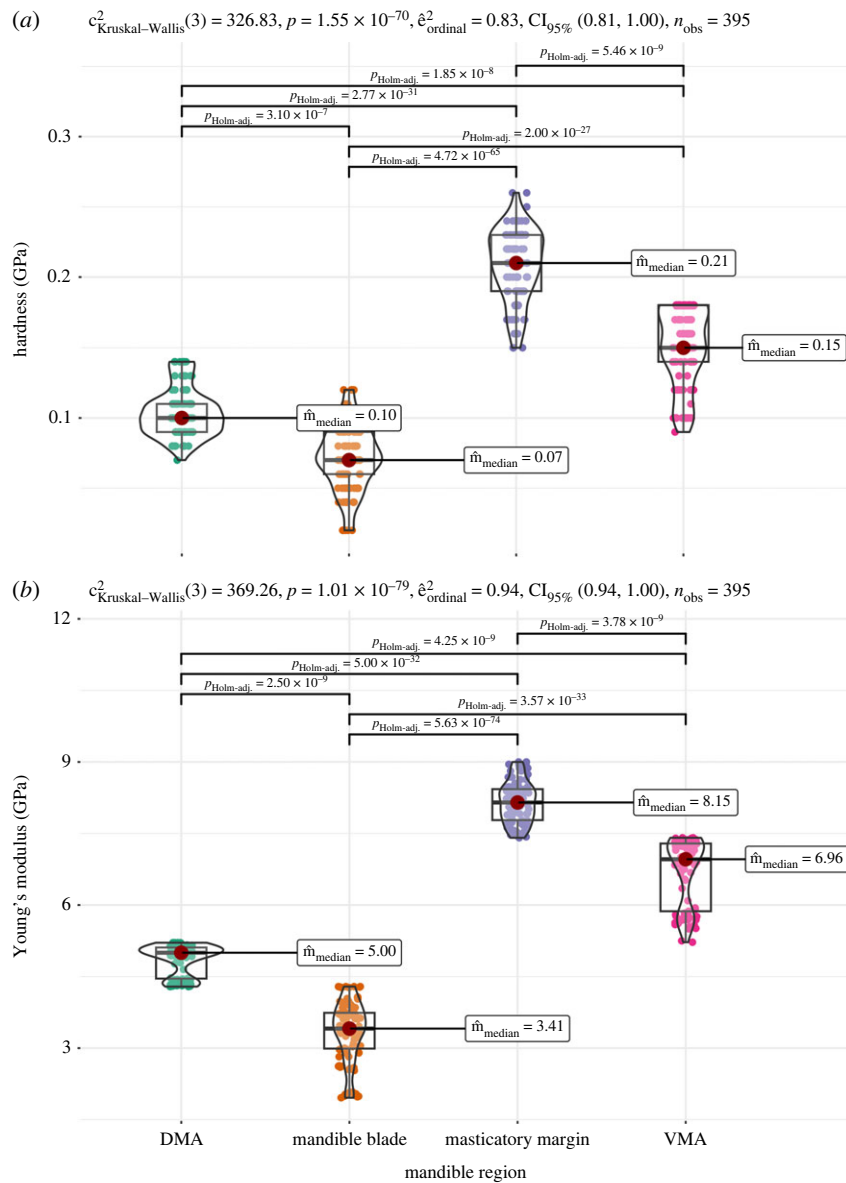 (a) c²Kruskal–Wallis(3) = 326.83, p = 1.55 × 10⁻⁷⁰, ê²ordinal = 0.83, CI95% (0.81, 1.00), nobs = 395
pHolm-adj. = 5.46 × 10⁻⁹
pHolm-adj. = 1.85 × 10⁻⁸
pHolm-adj. = 2.77 × 10⁻³¹
pHolm-adj. = 3.10 × 10⁻⁷
pHolm-adj. = 2.00 × 10⁻²⁷
pHolm-adj. = 4.72 × 10⁻⁶⁵
0.3
0.2
0.1
hardness (GPa)
m̂median = 0.21
m̂median = 0.15
m̂median = 0.10
m̂median = 0.07
(b) c²Kruskal–Wallis(3) = 369.26, p = 1.01 × 10⁻⁷⁹, ê²ordinal = 0.94, CI95% (0.94, 1.00), nobs = 395
pHolm-adj. = 3.78 × 10⁻⁹
pHolm-adj. = 4.25 × 10⁻⁹
pHolm-adj. = 5.00 × 10⁻³²
pHolm-adj. = 2.50 × 10⁻⁹
pHolm-adj. = 3.57 × 10⁻³³
pHolm-adj. = 5.63 × 10⁻⁷⁴
12
9
6
3
Young's modulus (GPa)
m̂median = 8.15
m̂median = 6.96
m̂median = 5.00
m̂median = 3.41
DMA mandible blade masticatory margin VMA
mandible region